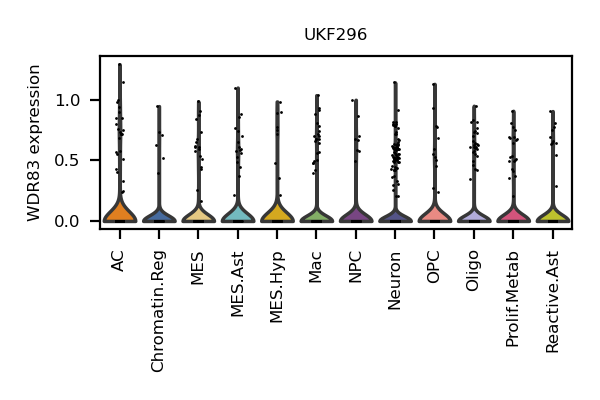 UKF296
WDR83 expression
1.0
0.5
0.0
AC
Chromatin.Reg
MES
MES.Ast
MES.Hyp
Mac
NPC
Neuron
OPC
Oligo
Prolif.Metab
Reactive.Ast